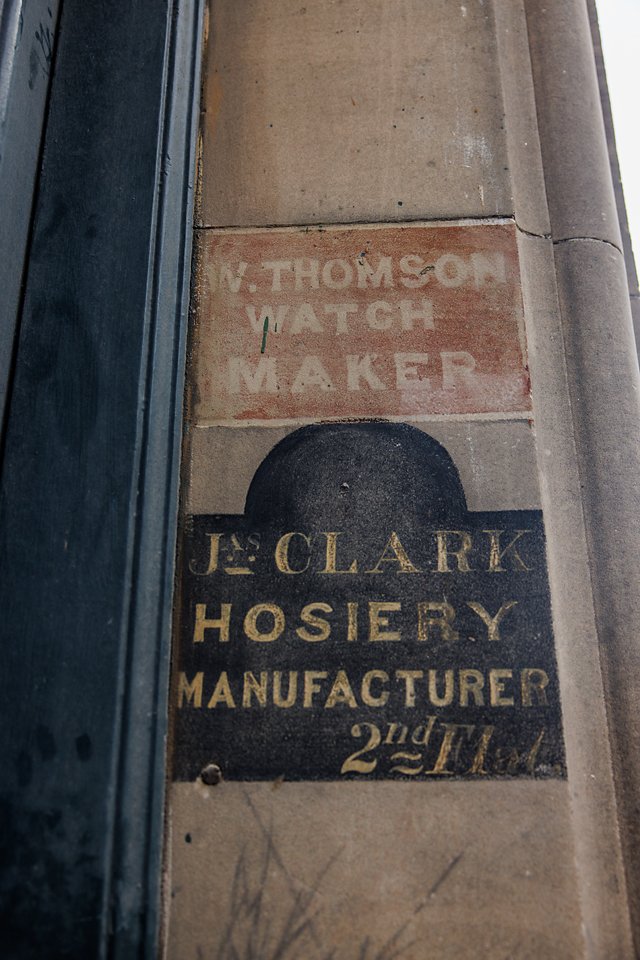 W. THOMSON
WATCH
MAKER
JAS CLARK
HOSIERY
MANUFACTURER
2nd Flat